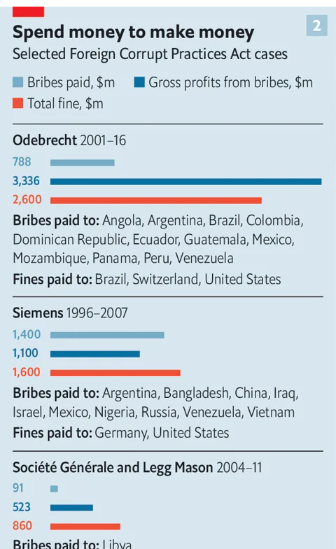 Spend money to make money
2
Selected Foreign Corrupt Practices Act cases
Bribes paid, $m Gross profits from bribes, $m
Total fine, $m
Odebrecht 2001–16
788
3,336
2,600
Bribes paid to: Angola, Argentina, Brazil, Colombia,
Dominican Republic, Ecuador, Guatemala, Mexico,
Mozambique, Panama, Peru, Venezuela
Fines paid to: Brazil, Switzerland, United States
Siemens 1996–2007
1,400
1,100
1,600
Bribes paid to: Argentina, Bangladesh, China, Iraq,
Israel, Mexico, Nigeria, Russia, Venezuela, Vietnam
Fines paid to: Germany, United States
Société Générale and Legg Mason 2004–11
91
523
860
Bribes paid to: Libya